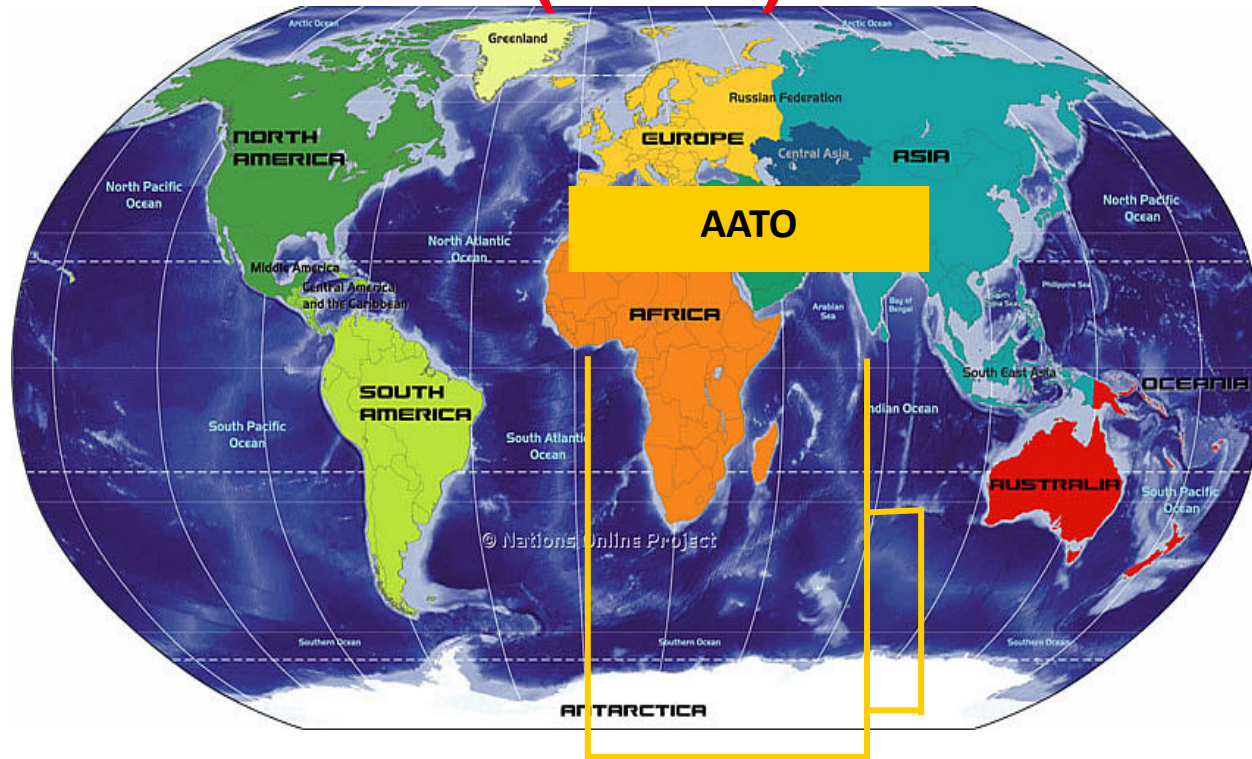 Arctic Ocean
Arctic Ocean
Greenland
Russian Federation
NORTH
AMERICA
EUROPE
Central Asia
ASIA
North Pacific
Ocean
North Pacific
Ocean
AATO
North Atlantic
Ocean
Middle America
Central America
and the Caribbean
AFRICA
Arabian
Sea
Bay of
Bengal
Philippine Sea
South East Asia
OCEANIA
SOUTH
AMERICA
South Pacific
Ocean
South Atlantic
Ocean
Indian Ocean
AUSTRALIA
South Pacific
Ocean
© Nations Online Project
Southern Ocean
Southern Ocean
Southern Ocean
ANTARCTICA